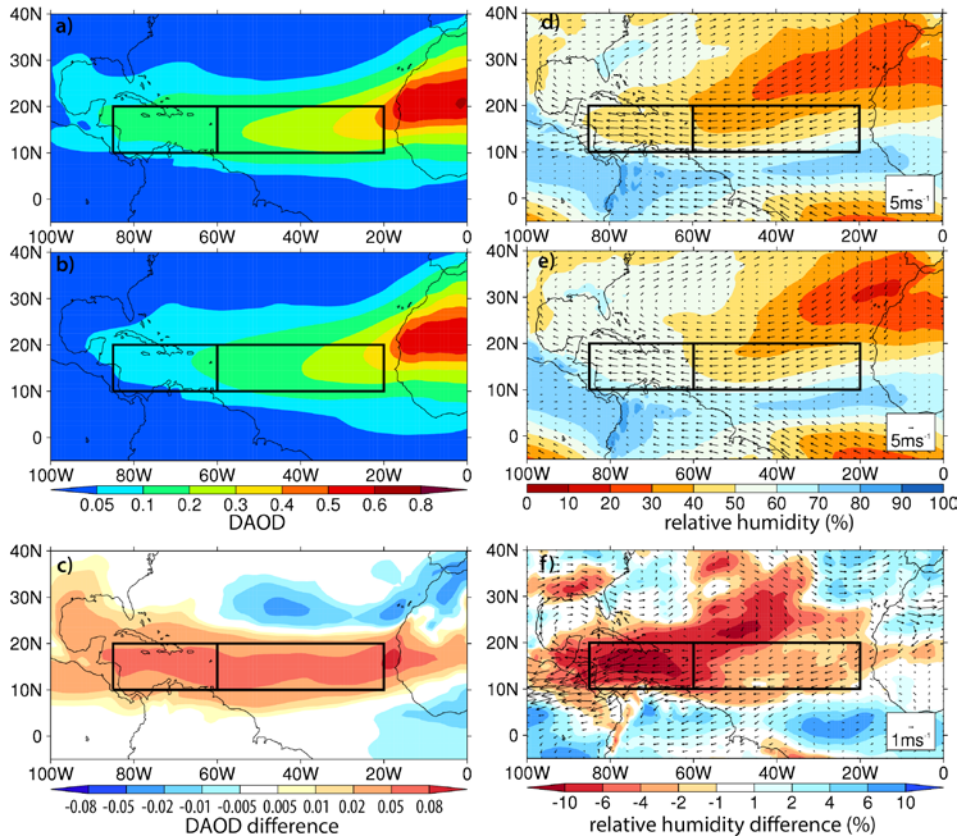 a)
40N
30N
20N
10N
0
100W 80W 60W 40W 20W 0
b)
40N
30N
20N
10N
0
100W 80W 60W 40W 20W 0
0.05 0.1 0.2 0.3 0.4 0.5 0.6 0.8
DAOD
c)
40N
30N
20N
10N
0
100W 80W 60W 40W 20W 0
-0.08 -0.05 -0.02 -0.01 -0.005 0.005 0.01 0.02 0.05 0.08
DAOD difference
d)
40N
30N
20N
10N
0
5ms⁻¹
100W 80W 60W 40W 20W 0
e)
40N
30N
20N
10N
0
5ms⁻¹
100W 80W 60W 40W 20W 0
0 10 20 30 40 50 60 70 80 90 100
relative humidity (%)
f)
40N
30N
20N
10N
0
1ms⁻¹
100W 80W 60W 40W 20W 0
-10 -6 -4 -2 -1 1 2 4 6 10
relative humidity difference (%)